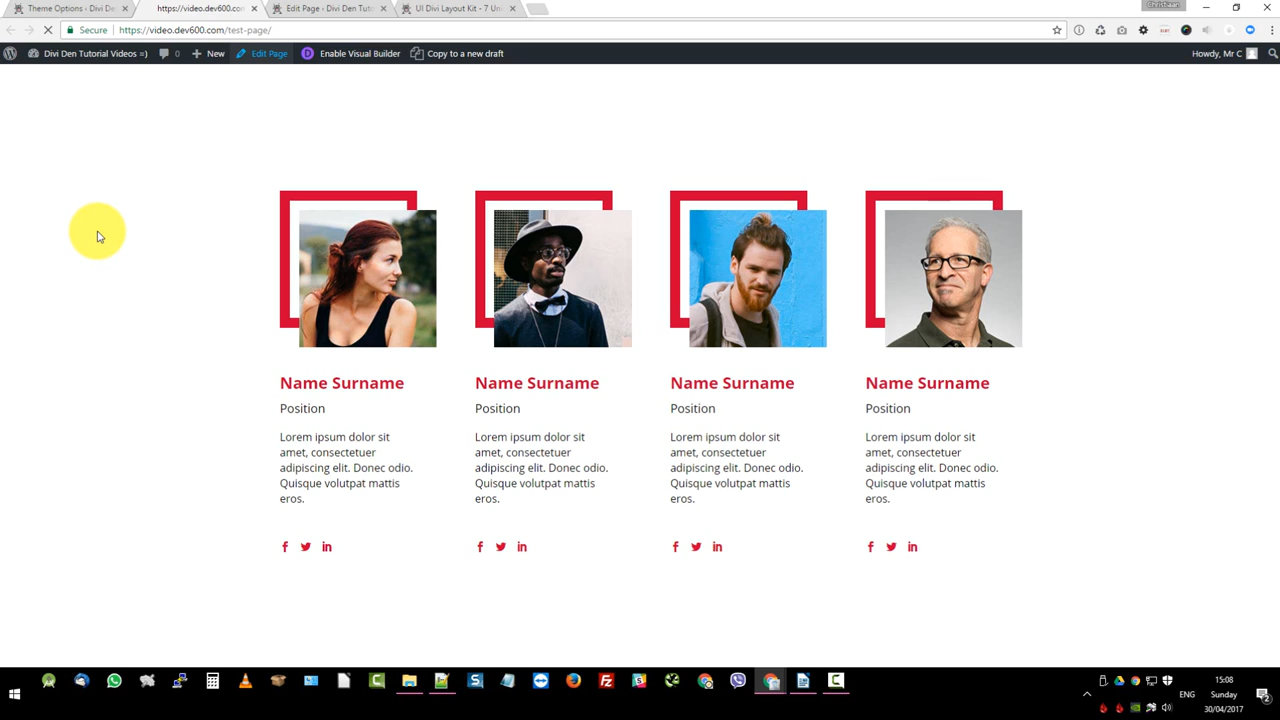 Theme Options ‹ Divi De
https://video.dev600.con
Edit Page ‹ Divi Den Tuto
UI Divi Layout Kit - 7 Uni
Christiaan
Secure
https://video.dev600.com/test-page/
Divi Den Tutorial Videos =)
0
New
Edit Page
Enable Visual Builder
Copy to a new draft
Howdy, Mr C
Name Surname
Name Surname
Name Surname
Name Surname
Position
Position
Position
Position
Lorem ipsum dolor sit
amet, consectetuer
adipiscing elit. Donec odio.
Quisque volutpat mattis
eros.
Lorem ipsum dolor sit
amet, consectetuer
adipiscing elit. Donec odio.
Quisque volutpat mattis
eros.
Lorem ipsum dolor sit
amet, consectetuer
adipiscing elit. Donec odio.
Quisque volutpat mattis
eros.
Lorem ipsum dolor sit
amet, consectetuer
adipiscing elit. Donec odio.
Quisque volutpat mattis
eros.
15:08
ENG
Sunday
30/04/2017